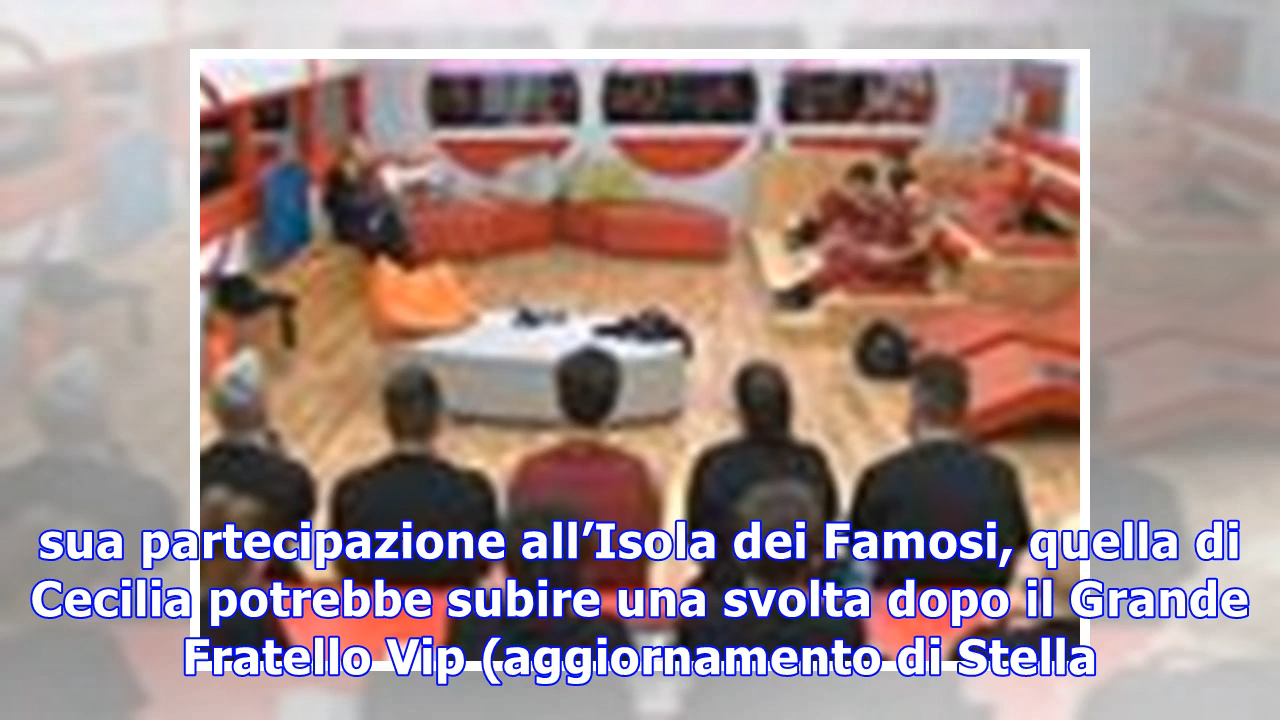 sua partecipazione all’Isola dei Famosi, quella di
Cecilia potrebbe subire una svolta dopo il Grande
Fratello Vip (aggiornamento di Stella